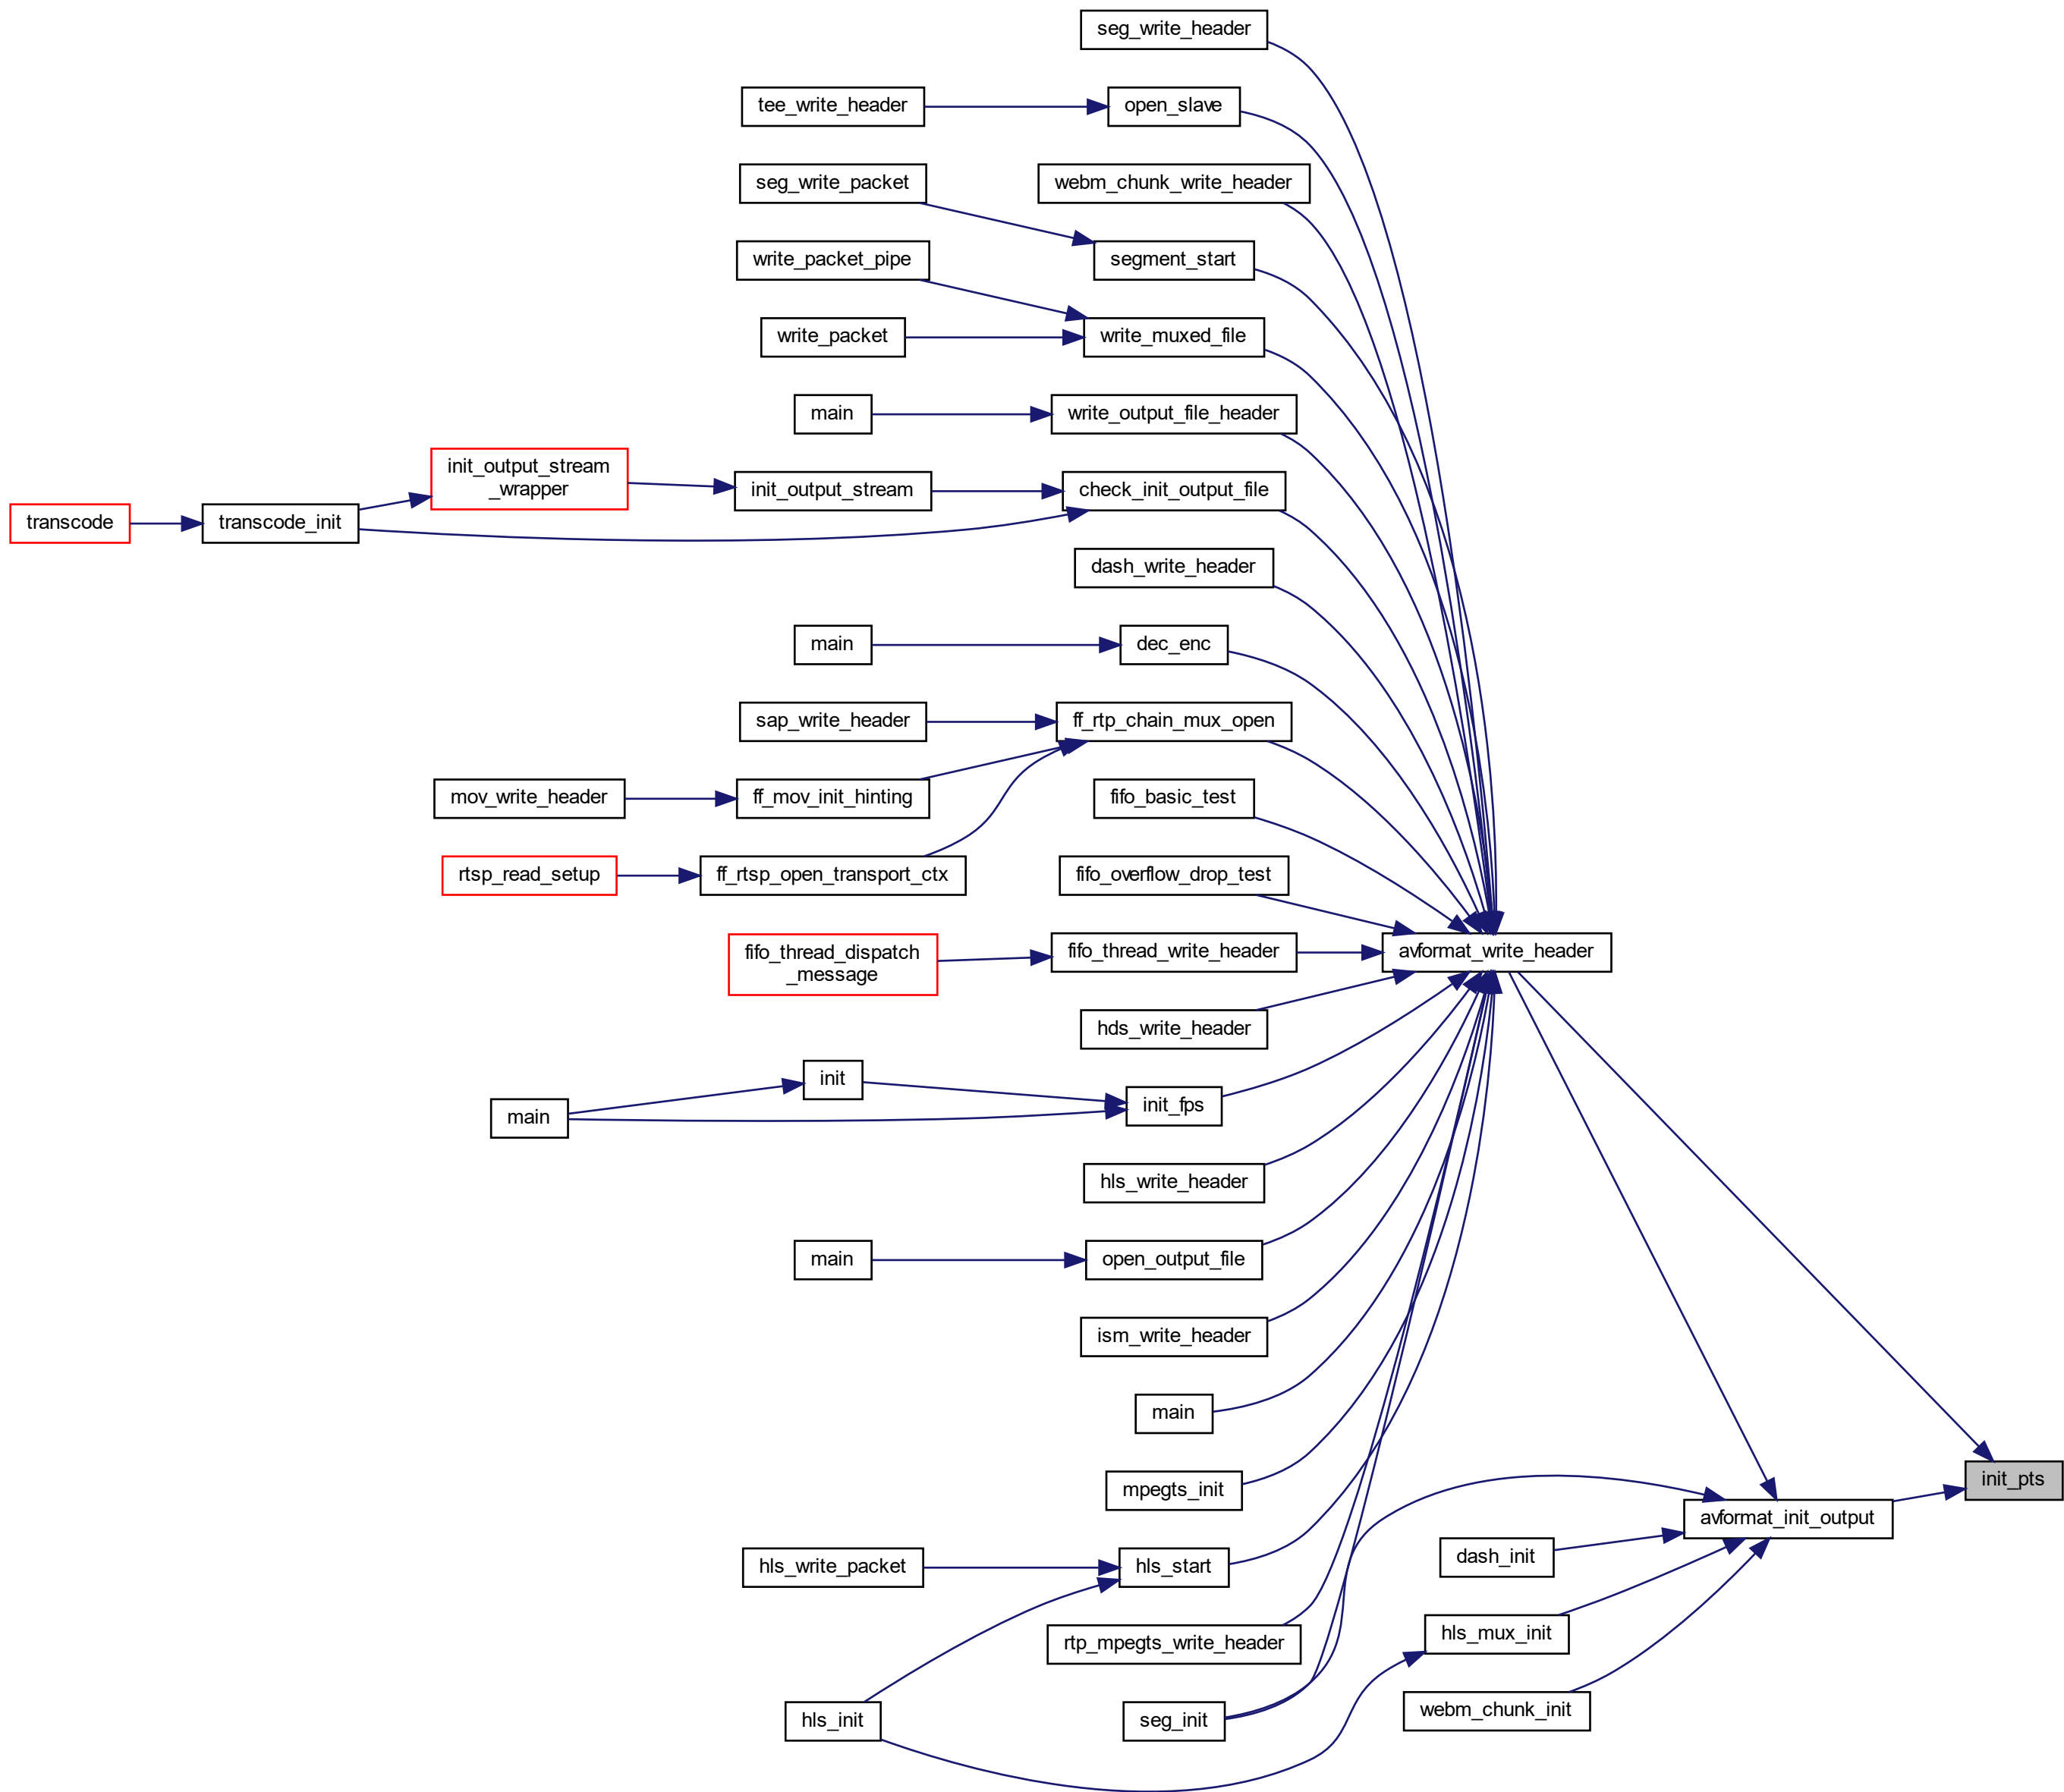 seg_write_header
tee_write_header
open_slave
seg_write_packet
webm_chunk_write_header
write_packet_pipe
segment_start
write_packet
write_muxed_file
main
write_output_file_header
init_output_stream
_wrapper
init_output_stream
check_init_output_file
transcode
transcode_init
dash_write_header
main
dec_enc
sap_write_header
ff_rtp_chain_mux_open
mov_write_header
ff_mov_init_hinting
fifo_basic_test
rtsp_read_setup
ff_rtsp_open_transport_ctx
fifo_overflow_drop_test
fifo_thread_dispatch
_message
fifo_thread_write_header
avformat_write_header
hds_write_header
init
main
init_fps
hls_write_header
main
open_output_file
ism_write_header
main
mpegts_init
init_pts
avformat_init_output
hls_write_packet
hls_start
dash_init
rtp_mpegts_write_header
hls_mux_init
hls_init
seg_init
webm_chunk_init